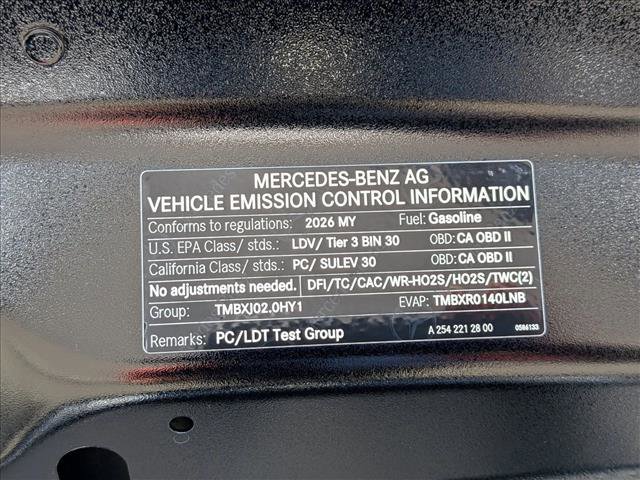 MERCEDES-BENZ AG
VEHICLE EMISSION CONTROL INFORMATION
Conforms to regulations: 2026 MY Fuel: Gasoline
U.S. EPA Class/ stds.: LDV/ Tier 3 BIN 30 OBD: CA OBD II
California Class/ stds.: PC/ SULEV 30 OBD: CA OBD II
No adjustments needed. DFI/TC/CAC/WR-HO2S/HO2S/TWC(2)
Group: TMBXJ02.0HY1 EVAP: TMBXR0140LNB
Remarks: PC/LDT Test Group A 254 221 28 00 0586133